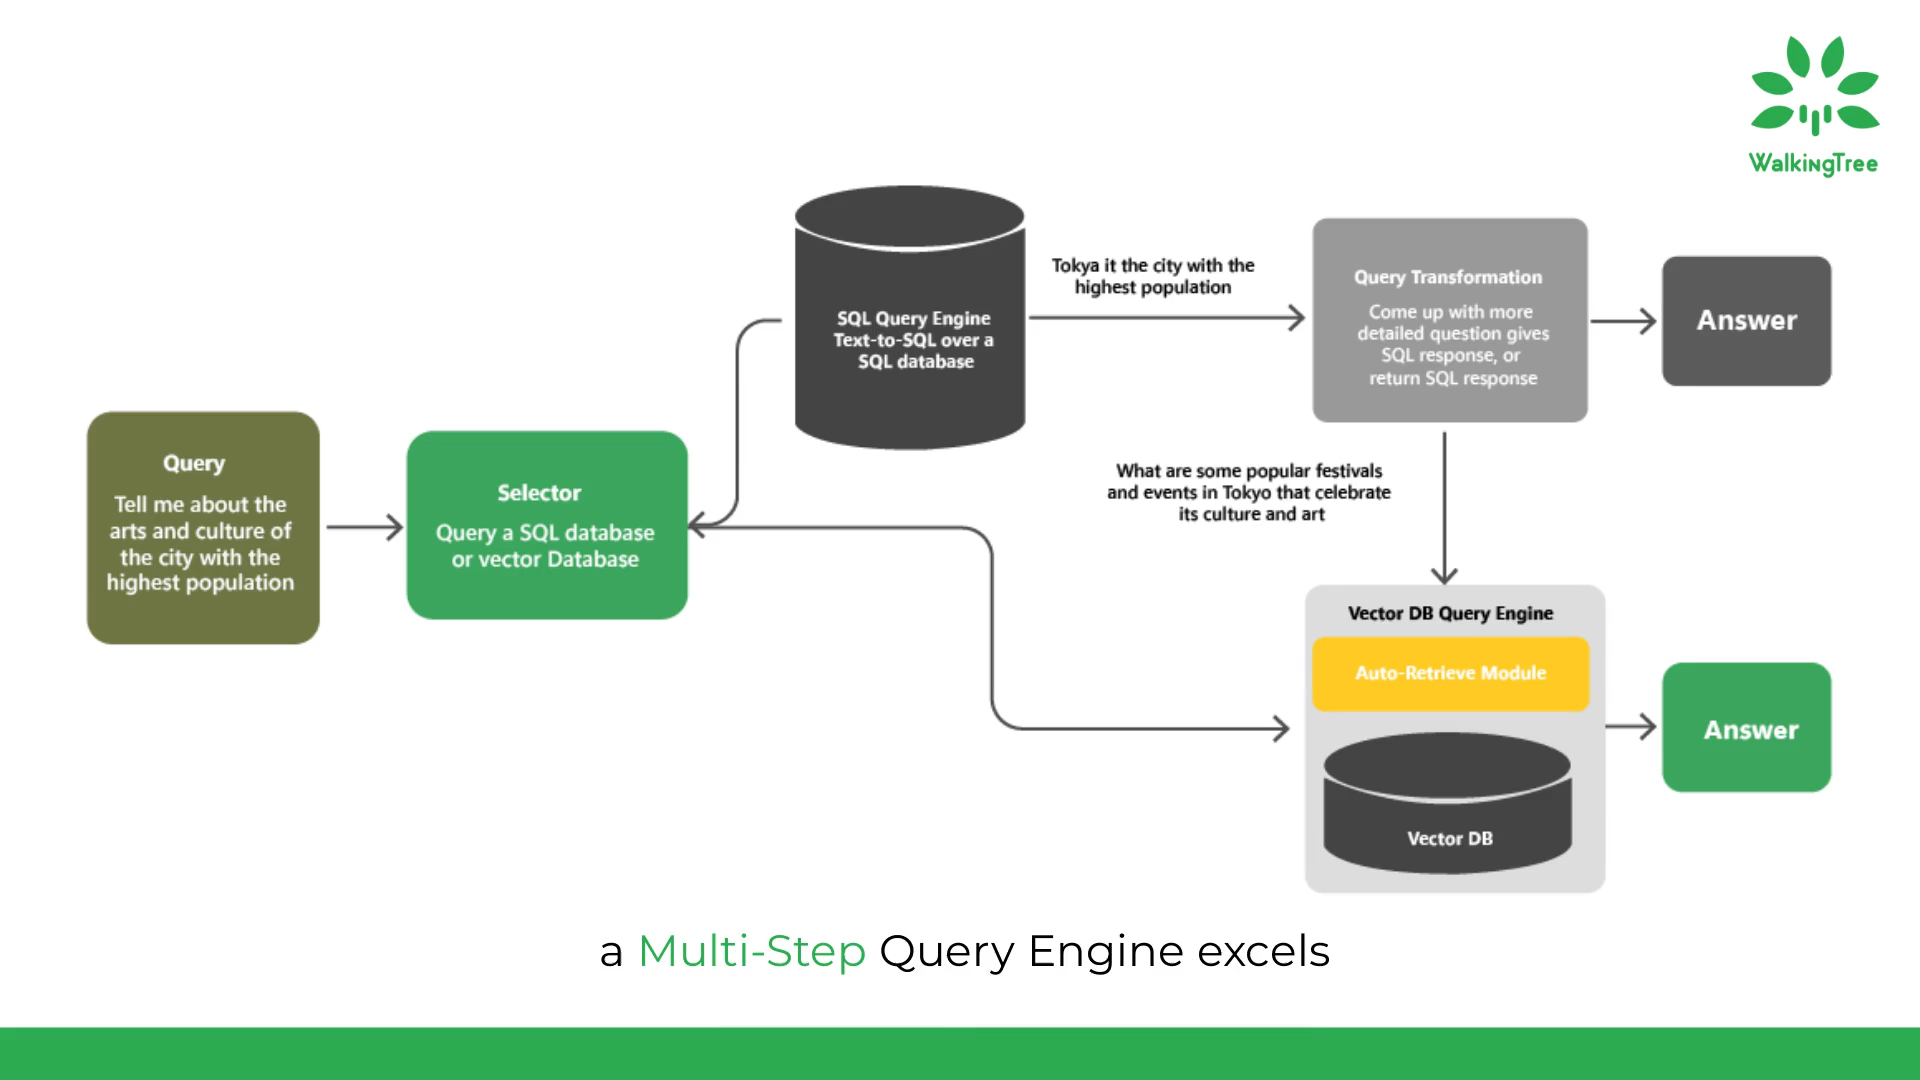 WalkingTree
Query
Tell me about the
arts and culture of
the city with the
highest population
Selector
Query a SQL database
or vector Database
SQL Query Engine
Text-to-SQL over a
SQL database
Tokya it the city with the
highest population
Query Transformation
Come up with more
detailed question gives
SQL response, or
return SQL response
Answer
What are some popular festivals
and events in Tokyo that celebrate
its culture and art
Vector DB Query Engine
Auto-Retrieve Module
Vector DB
Answer
a Multi-Step Query Engine excels